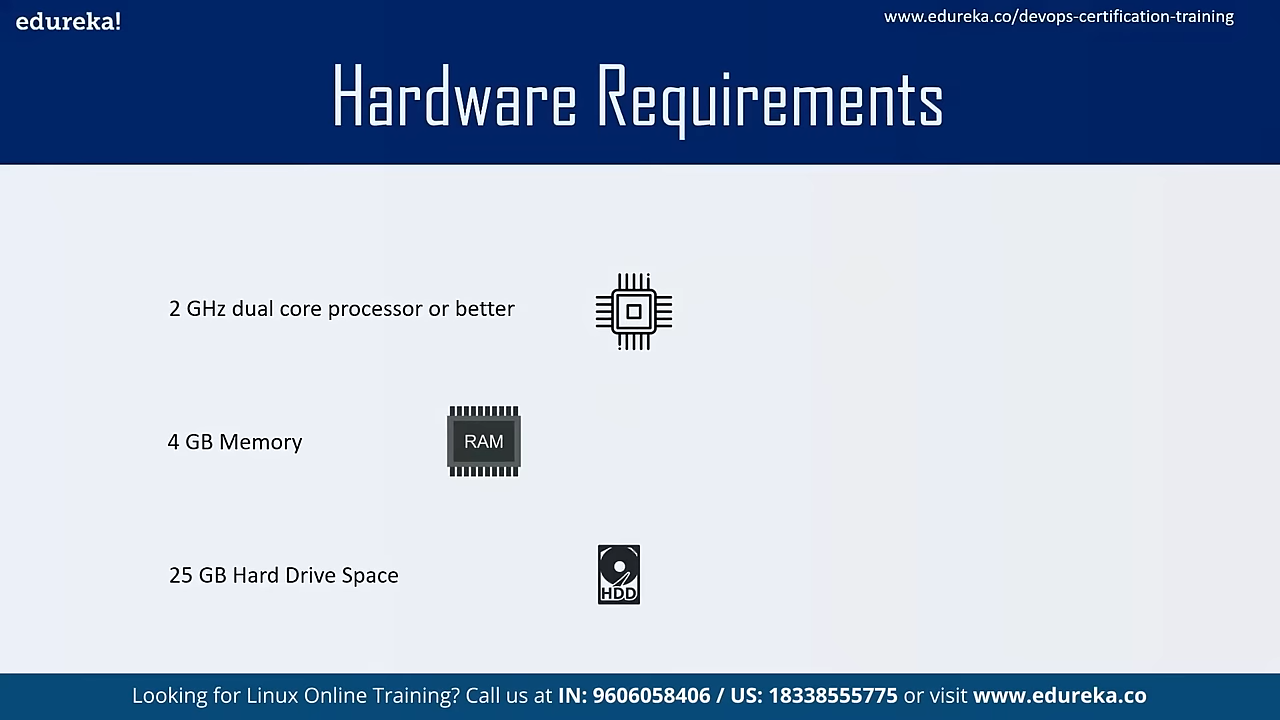 edureka!
www.edureka.co/devops-certification-training
Hardware Requirements
2 GHz dual core processor or better
4 GB Memory
RAM
25 GB Hard Drive Space
HDD
Looking for Linux Online Training? Call us at IN: 9606058406 / US: 18338555775 or visit www.edureka.co